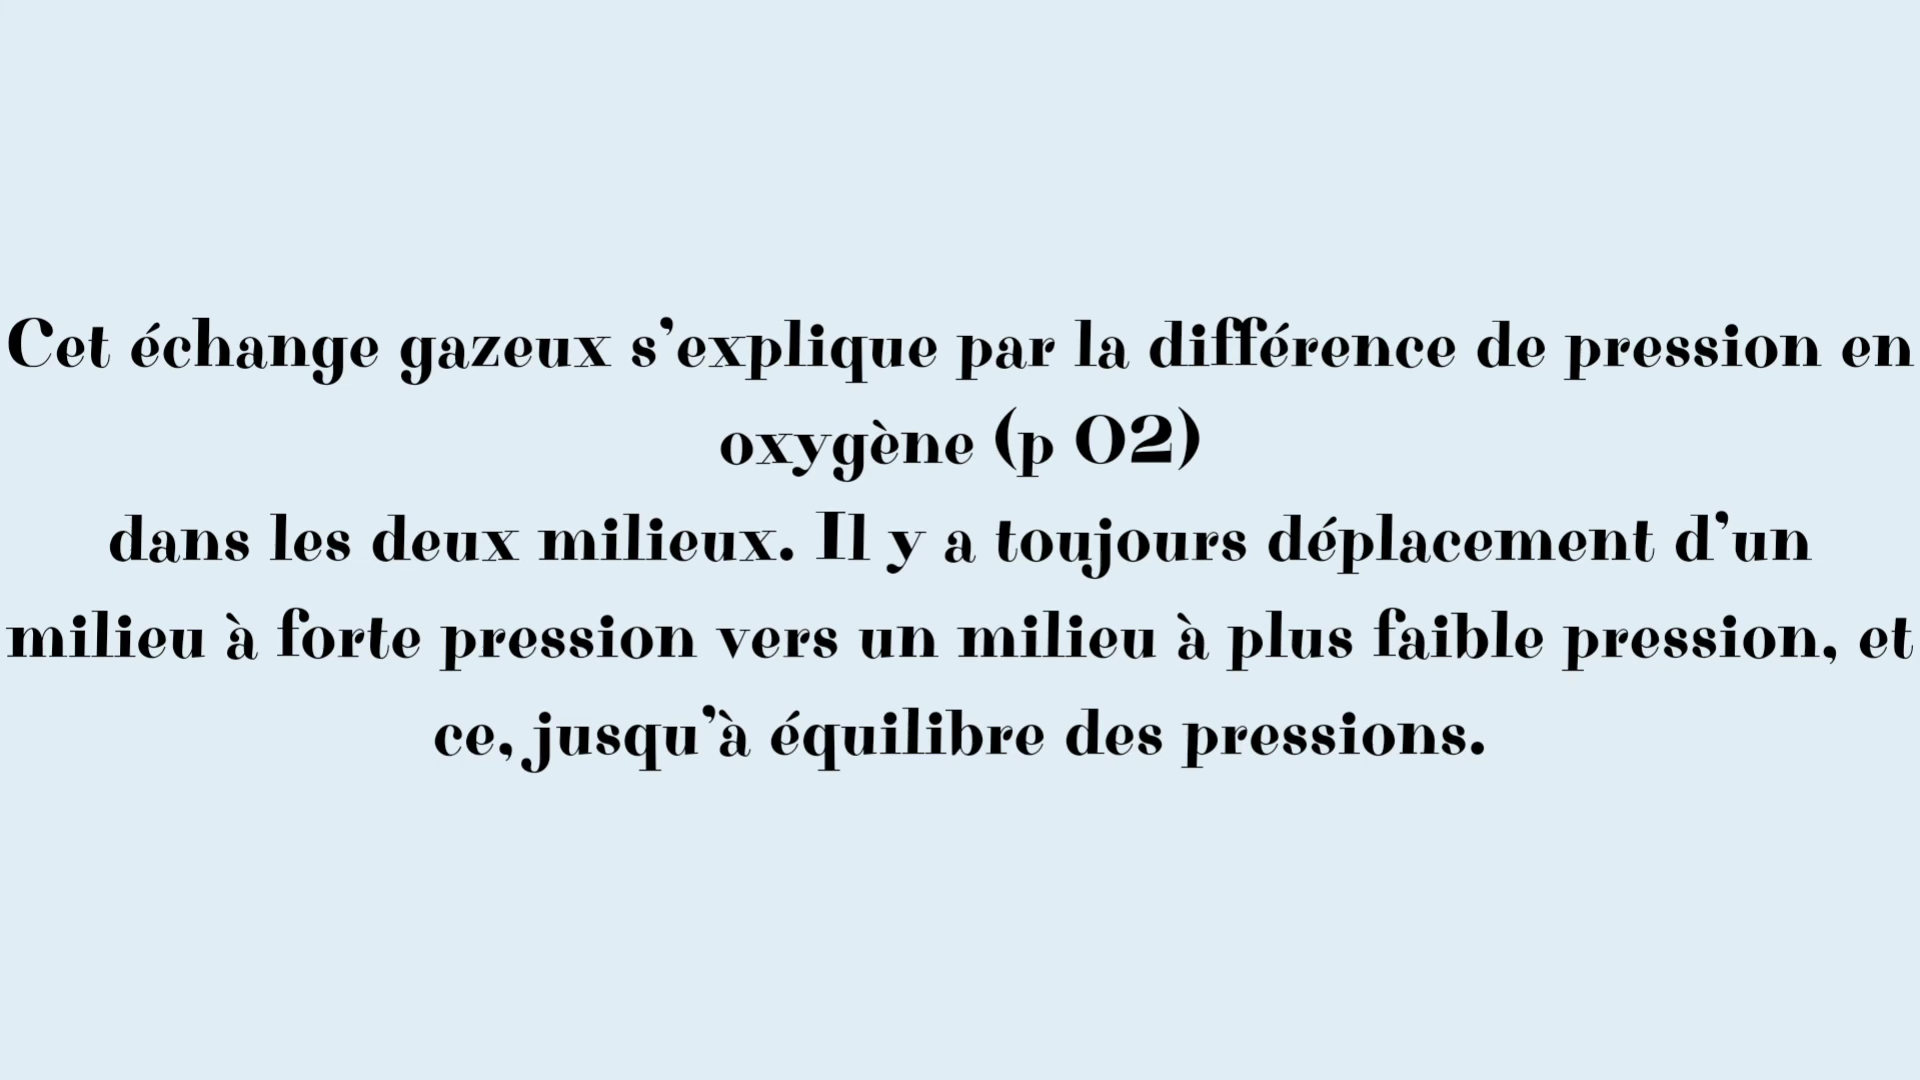 Cet échange gazeux s’explique par la différence de pression en
oxygène (p O2)
dans les deux milieux. Il y a toujours déplacement d’un
milieu à forte pression vers un milieu à plus faible pression, et
ce, jusqu’à équilibre des pressions.